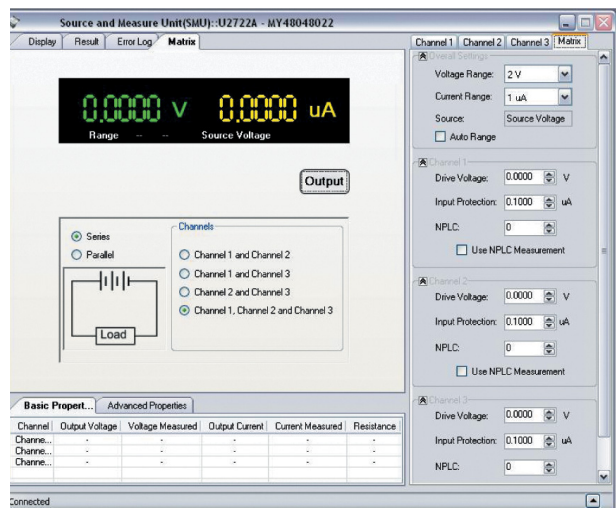 Source and Measure Unit(SMU)::U2722A - MY48048022
Display Result Error Log Matrix
0.0000 V 0.0000 uA
Range -- -- Source Voltage
Output
Series
Parallel
Load
Channels
Channel 1 and Channel 2
Channel 1 and Channel 3
Channel 2 and Channel 3
Channel 1, Channel 2 and Channel 3
Basic Propert... Advanced Properties
Channel Output Voltage Voltage Measured Output Current Current Measured Resistance
Channe... - - - - -
Channe... - - - - -
Channe... - - - - -
Channel 1 Channel 2 Channel 3 Matrix
Overall Settings
Voltage Range: 2 V
Current Range: 1 uA
Source: Source Voltage
Auto Range
Channel 1
Drive Voltage: 0.0000 V
Input Protection: 0.1000 uA
NPLC: 0
Use NPLC Measurement
Channel 2
Drive Voltage: 0.0000 V
Input Protection: 0.1000 uA
NPLC: 0
Use NPLC Measurement
Channel 3
Drive Voltage: 0.0000 V
Input Protection: 0.1000 uA
NPLC: 0
Connected